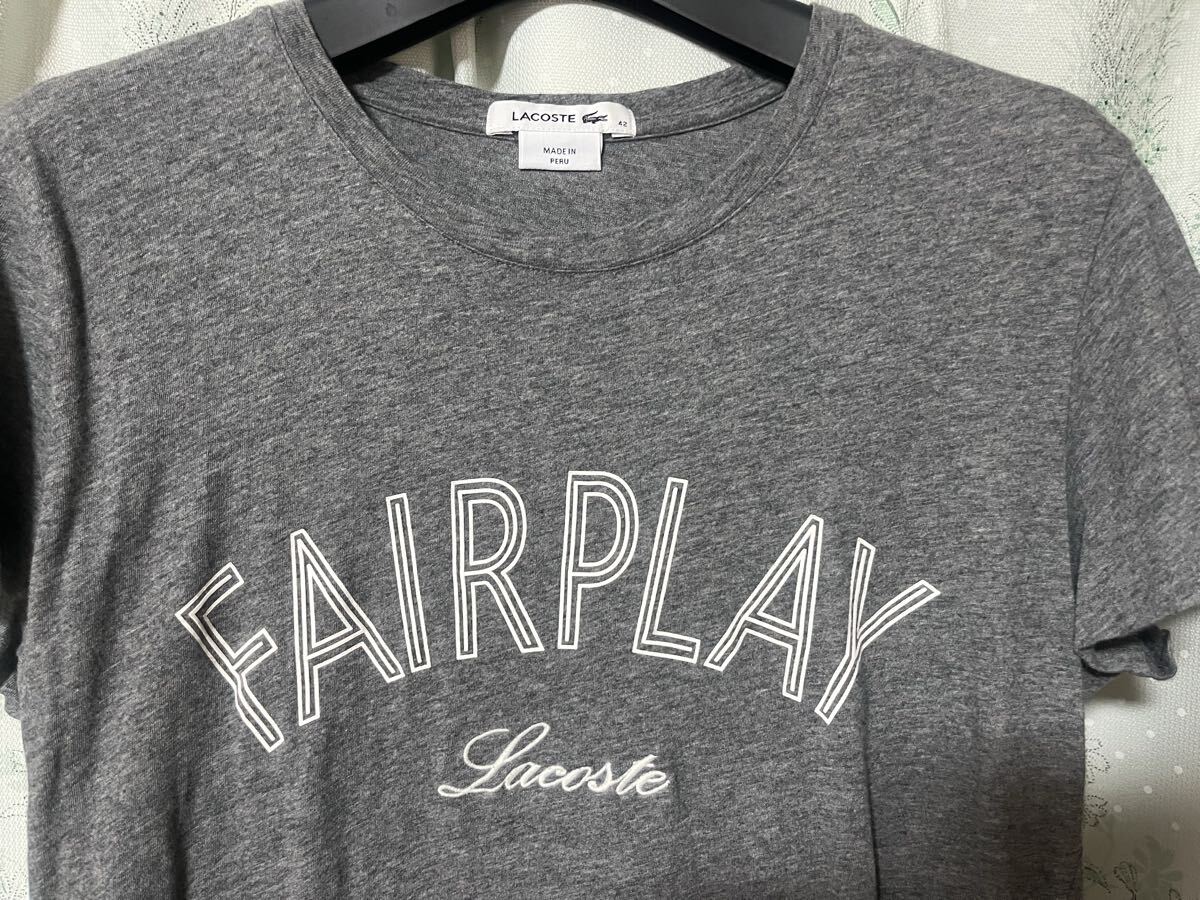 LACOSTE 42
MADE IN
PERU
FAIRPLAY
Lacoste